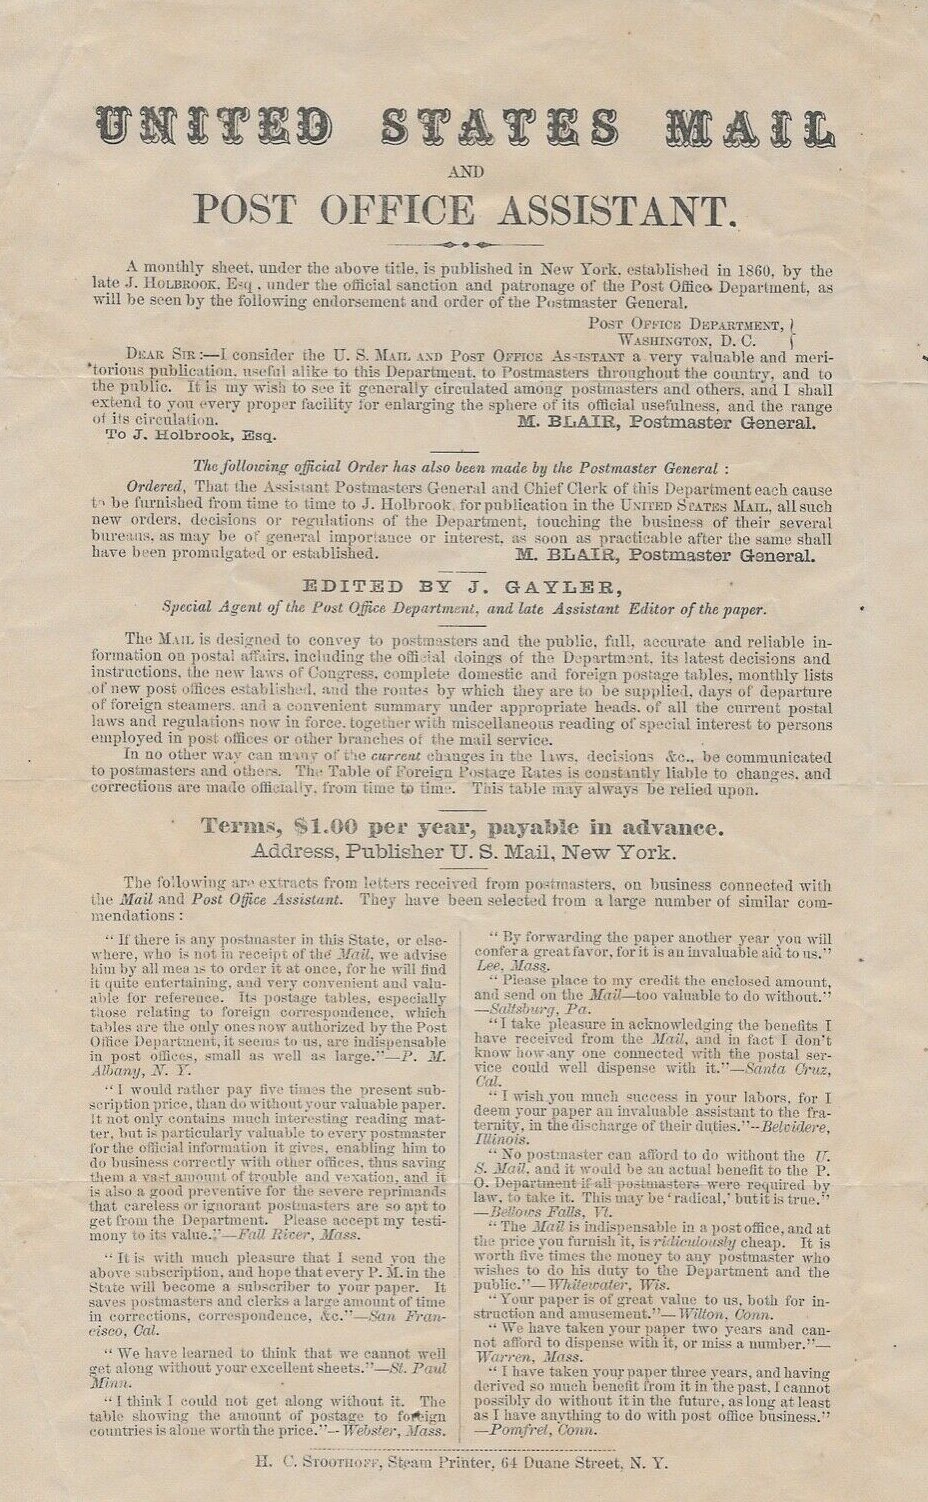 UNITED STATES MAIL
AND
POST OFFICE ASSISTANT.
A monthly sheet, under the above title, is published in New York, established in 1860, by the
late J. HOLBROOK, Esq., under the official sanction and patronage of the Post Office Department, as
will be seen by the following endorsement and order of the Postmaster General.
POST OFFICE DEPARTMENT, }
WASHINGTON, D. C. }
DEAR SIR:—I consider the U. S. MAIL AND POST OFFICE ASSISTANT a very valuable and meri-
torious publication, useful alike to this Department, to Postmasters throughout the country, and to
the public. It is my wish to see it generally circulated among postmasters and others, and I shall
extend to you every proper facility for enlarging the sphere of its official usefulness, and the range
of its circulation. M. BLAIR, Postmaster General.
To J. Holbrook, Esq.
The following official Order has also been made by the Postmaster General :
Ordered, That the Assistant Postmasters General and Chief Clerk of this Department each cause
to be furnished from time to time to J. Holbrook, for publication in the UNITED STATES MAIL, all such
new orders, decisions or regulations of the Department, touching the business of their several
bureaus, as may be of general importance or interest, as soon as practicable after the same shall
have been promulgated or established. M. BLAIR, Postmaster General.
EDITED BY J. GAYLER,
Special Agent of the Post Office Department, and late Assistant Editor of the paper.
The MAIL is designed to convey to postmasters and the public, full, accurate and reliable in-
formation on postal affairs, including the official doings of the Department, its latest decisions and
instructions, the new laws of Congress, complete domestic and foreign postage tables, monthly lists
of new post offices established, and the routes by which they are to be supplied, days of departure
of foreign steamers, and a convenient summary under appropriate heads, of all the current postal
laws and regulations now in force, together with miscellaneous reading of special interest to persons
employed in post offices or other branches of the mail service.
In no other way can many of the current changes in the laws, decisions &c., be communicated
to postmasters and others. The Table of Foreign Postage Rates is constantly liable to changes, and
corrections are made officially, from time to time. This table may always be relied upon.
Terms, $1.00 per year, payable in advance.
Address, Publisher U. S. Mail, New York.
The following are extracts from letters received from postmasters, on business connected with
the Mail and Post Office Assistant. They have been selected from a large number of similar com-
mendations :
“ If there is any postmaster in this State, or else-
where, who is not in receipt of the Mail, we advise
him by all means to order it at once, for he will find
it quite entertaining, and very convenient and valu-
able for reference. Its postage tables, especially
those relating to foreign correspondence, which
tables are the only ones now authorized by the Post
Office Department, it seems to us, are indispensable
in post offices, small as well as large.”—P. M.
Albany, N. Y.
“ I would rather pay five times the present sub-
scription price, than do without your valuable paper.
It not only contains much interesting reading mat-
ter, but is particularly valuable to every postmaster
for the official information it gives, enabling him to
do business correctly with other offices, thus saving
them a vast amount of trouble and vexation, and it
is also a good preventive for the severe reprimands
that careless or ignorant postmasters are so apt to
get from the Department. Please accept my testi-
mony to its value.”—Fall River, Mass.
“ It is with much pleasure that I send you the
above subscription, and hope that every P. M. in the
State will become a subscriber to your paper. It
saves postmasters and clerks a large amount of time
in corrections, correspondence, &c.”—San Fran-
cisco, Cal.
“ We have learned to think that we cannot well
get along without your excellent sheets.”—St. Paul
Minn.
“ I think I could not get along without it. The
table showing the amount of postage to foreign
countries is alone worth the price.”—Webster, Mass.
“ By forwarding the paper another year you will
confer a great favor, for it is an invaluable aid to us.”
Lee, Mass.
“ Please place to my credit the enclosed amount,
and send on the Mail—too valuable to do without.”
—Saltsburg, Pa.
“ I take pleasure in acknowledging the benefits I
have received from the Mail, and in fact I don’t
know how any one connected with the postal ser-
vice could well dispense with it.”—Santa Cruz,
Cal.
“ I wish you much success in your labors, for I
deem your paper an invaluable assistant to the fra-
ternity, in the discharge of their duties.”—Belvidere,
Illinois.
“ No postmaster can afford to do without the U.
S. Mail, and it would be an actual benefit to the P.
O. Department if all postmasters were required by
law, to take it. This may be ‘ radical,’ but it is true.”
—Bellows Falls, Vt.
“ The Mail is indispensable in a post office, and at
the price you furnish it, is ridiculously cheap. It is
worth five times the money to any postmaster who
wishes to do his duty to the Department and the
public.”—Whitewater, Wis.
“ Your paper is of great value to us, both for in-
struction and amusement.”—Wilton, Conn.
“ We have taken your paper two years and can-
not afford to dispense with it, or miss a number.”—
Warren, Mass.
“ I have taken your paper three years, and having
derived so much benefit from it in the past, I cannot
possibly do without it in the future, as long at least
as I have anything to do with post office business.”
—Pomfret, Conn.
H. C. STOOTHOFF, Steam Printer, 64 Duane Street, N. Y.